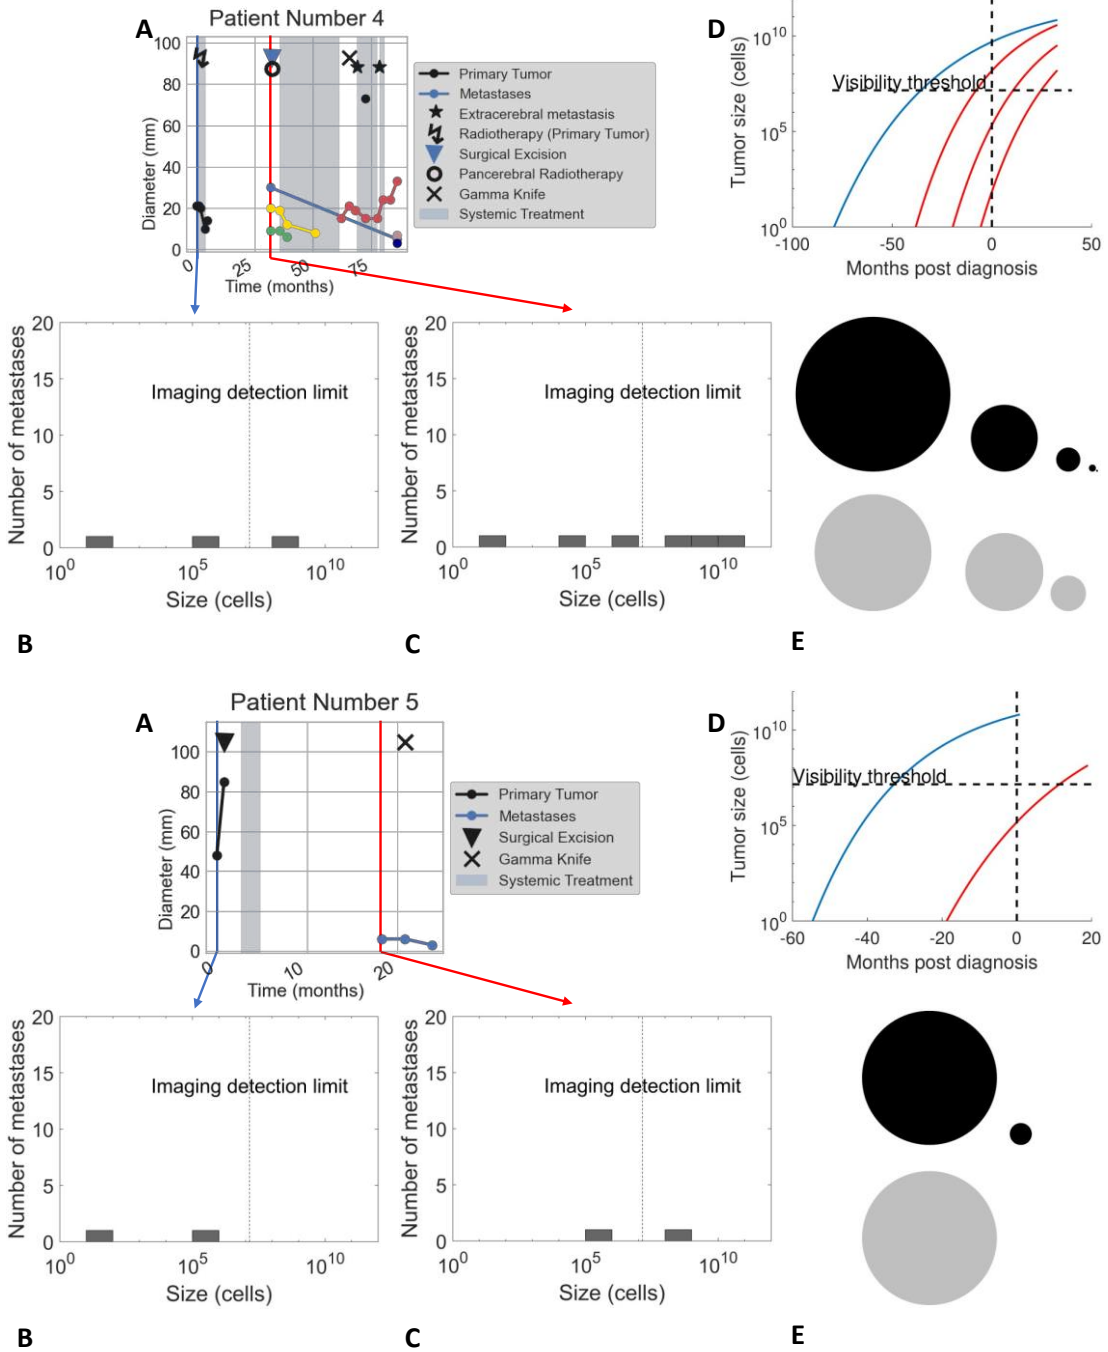 A
Patient Number 4
100
80
60
40
20
0
Diameter (mm)
0
25
50
75
Time (months)
Primary Tumor
Metastases
Extracerebral metastasis
Radiotherapy (Primary Tumor)
Surgical Excision
Pancerebral Radiotherapy
Gamma Knife
Systemic Treatment
D
10^10
10^5
10^0
Tumor size (cells)
Visibility threshold
-100
-50
0
50
Months post diagnosis
20
15
10
5
0
Number of metastases
Imaging detection limit
10^0
10^5
10^10
Size (cells)
B
20
15
10
5
0
Number of metastases
Imaging detection limit
10^0
10^5
10^10
Size (cells)
C
E
A
Patient Number 5
100
80
60
40
20
0
Diameter (mm)
0
10
20
Time (months)
Primary Tumor
Metastases
Surgical Excision
Gamma Knife
Systemic Treatment
D
10^10
10^5
10^0
Tumor size (cells)
Visibility threshold
-60
-40
-20
0
20
Months post diagnosis
20
15
10
5
0
Number of metastases
Imaging detection limit
10^0
10^5
10^10
Size (cells)
B
20
15
10
5
0
Number of metastases
Imaging detection limit
10^0
10^5
10^10
Size (cells)
C
E